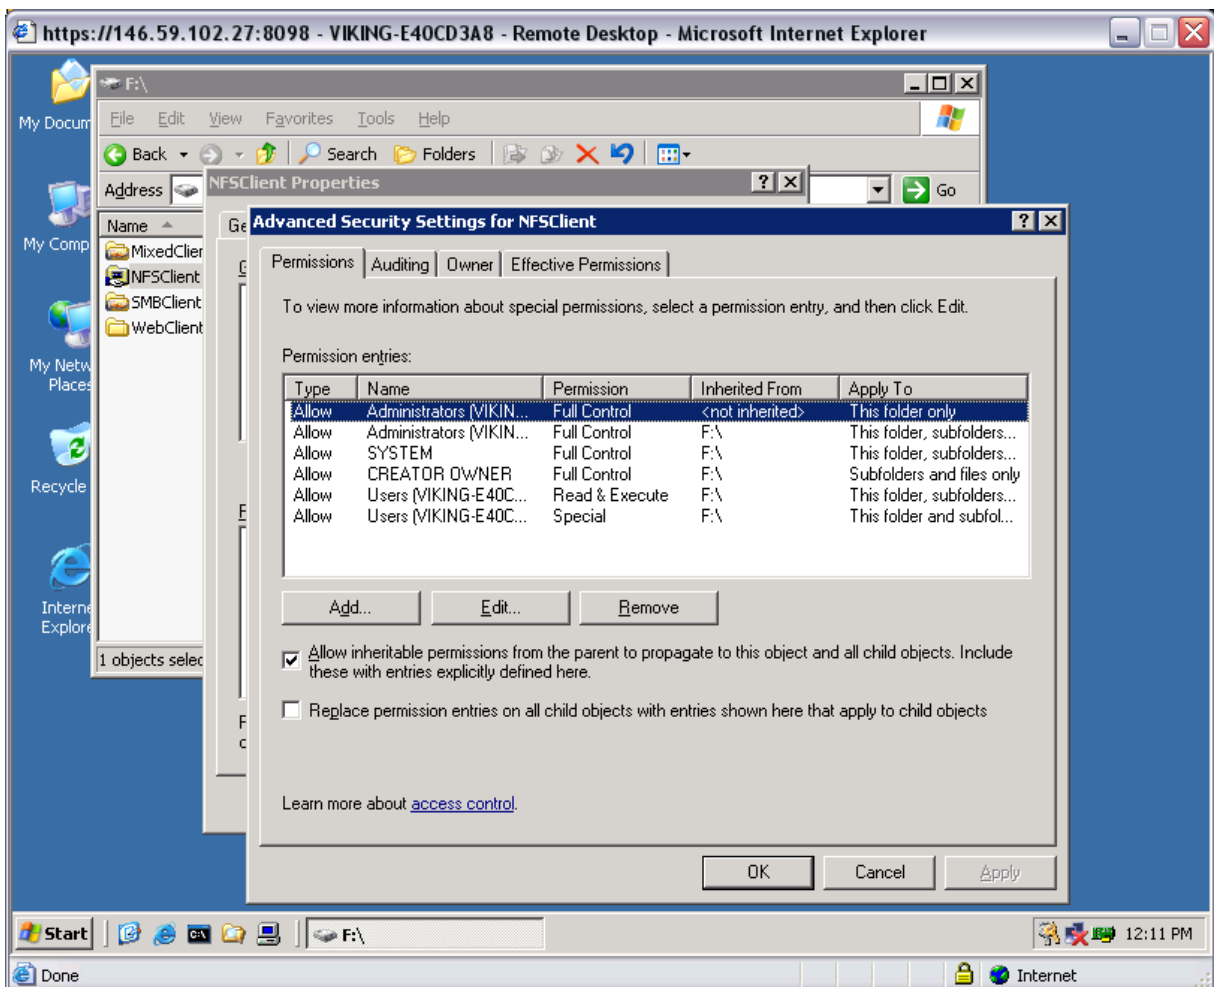 https://146.59.102.27:8098 - VIKING-E40CD3A8 - Remote Desktop - Microsoft Internet Explorer
F:\
My Docum
File Edit View Favorites Tools Help
Back Search Folders
Address Go
NFSClient Properties
Name
Ge
Advanced Security Settings for NFSClient
My Comp
MixedClien
NFSClient
SMBClient
WebClient
G
Permissions Auditing Owner Effective Permissions
To view more information about special permissions, select a permission entry, and then click Edit.
My Netw
Places
Permission entries:
Type Name Permission Inherited From Apply To
Allow Administrators (VIKIN... Full Control <not inherited> This folder only
Allow Administrators (VIKIN... Full Control F:\ This folder, subfolders...
Allow SYSTEM Full Control F:\ This folder, subfolders...
Allow CREATOR OWNER Full Control F:\ Subfolders and files only
Allow Users (VIKING-E40C... Read & Execute F:\ This folder, subfolders...
Allow Users (VIKING-E40C... Special F:\ This folder and subfol...
Recycle
Add... Edit... Remove
Interne
Explore
1 objects selec
Allow inheritable permissions from the parent to propagate to this object and all child objects. Include
these with entries explicitly defined here.
Replace permission entries on all child objects with entries shown here that apply to child objects
Learn more about access control.
OK Cancel Apply
Start F:\ 12:11 PM
Done Internet